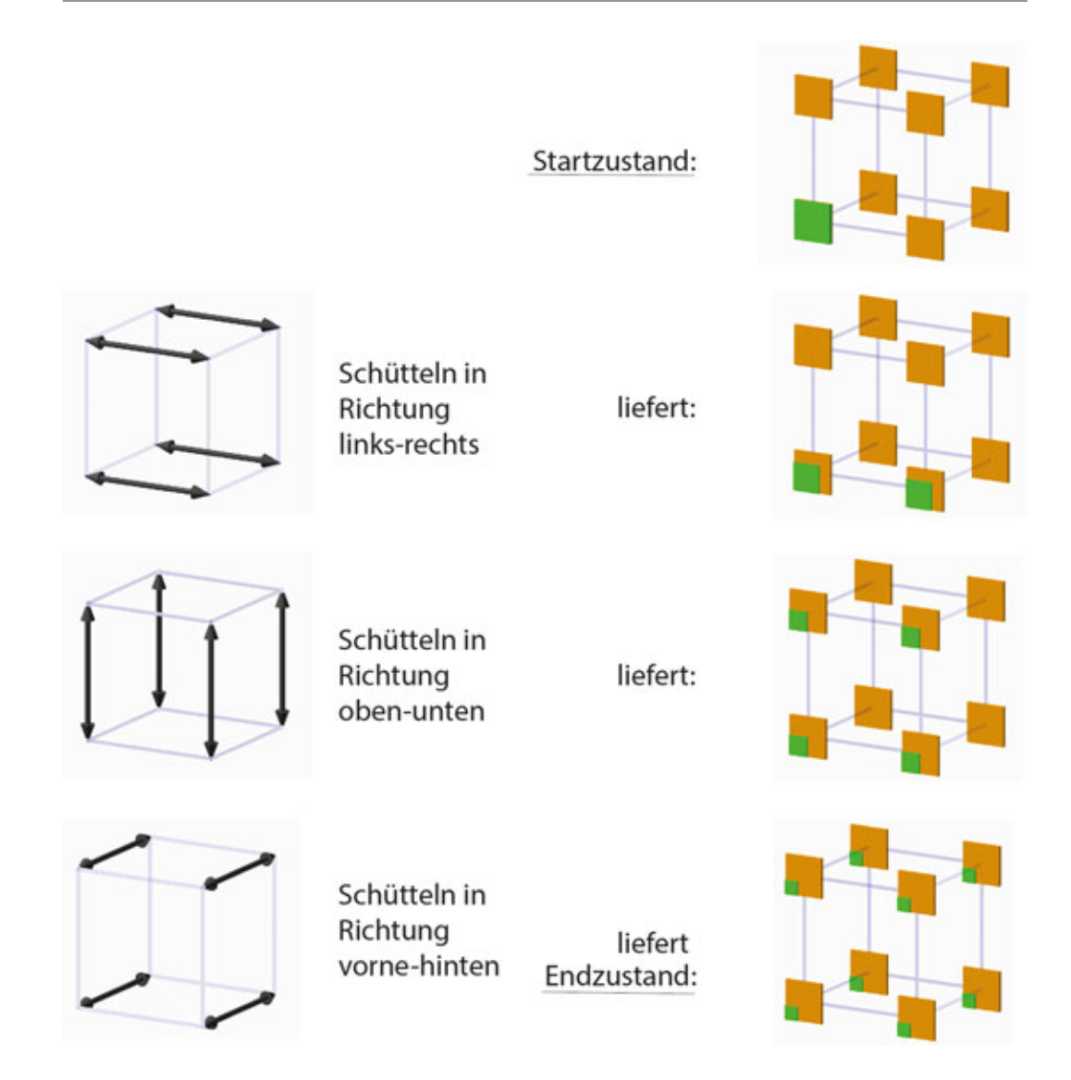 Startzustand:
Schütteln in
Richtung
links-rechts
liefert:
Schütteln in
Richtung
oben-unten
liefert:
Schütteln in
Richtung
vorne-hinten
liefert
Endzustand: